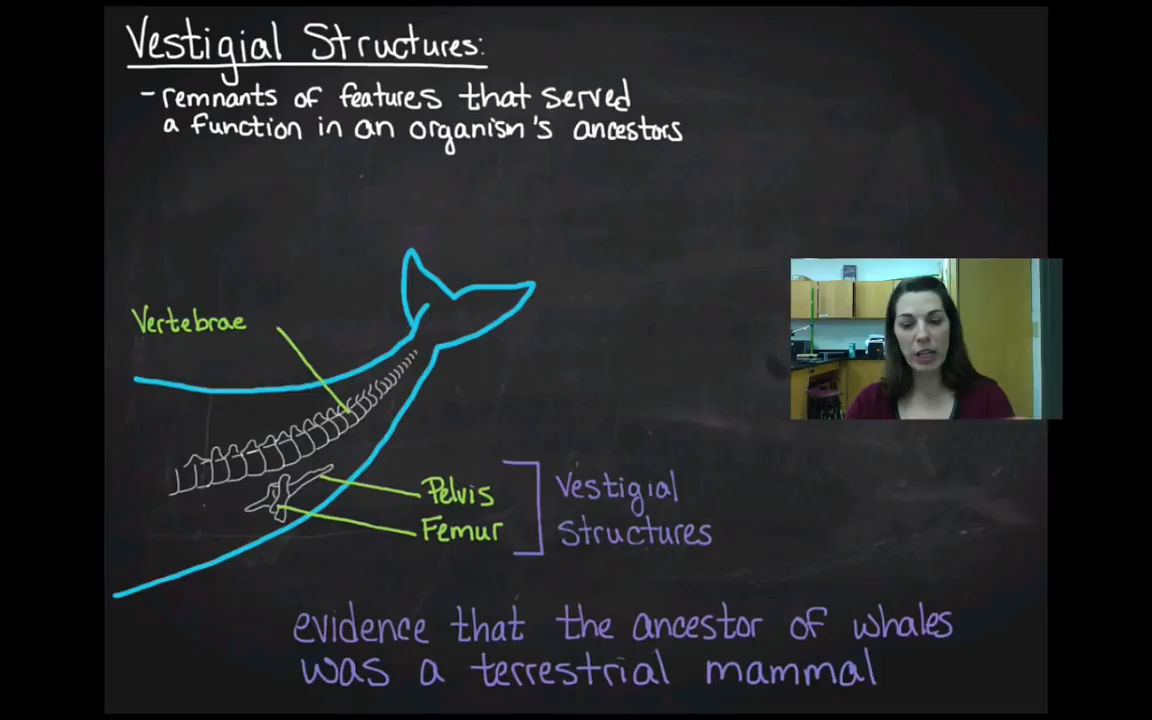 Vestigial Structures:
- remnants of features that served
a function in an organism's ancestors
Vertebrae
Pelvis
Femur
Vestigial
Structures
evidence that the ancestor of whales
was a terrestrial mammal